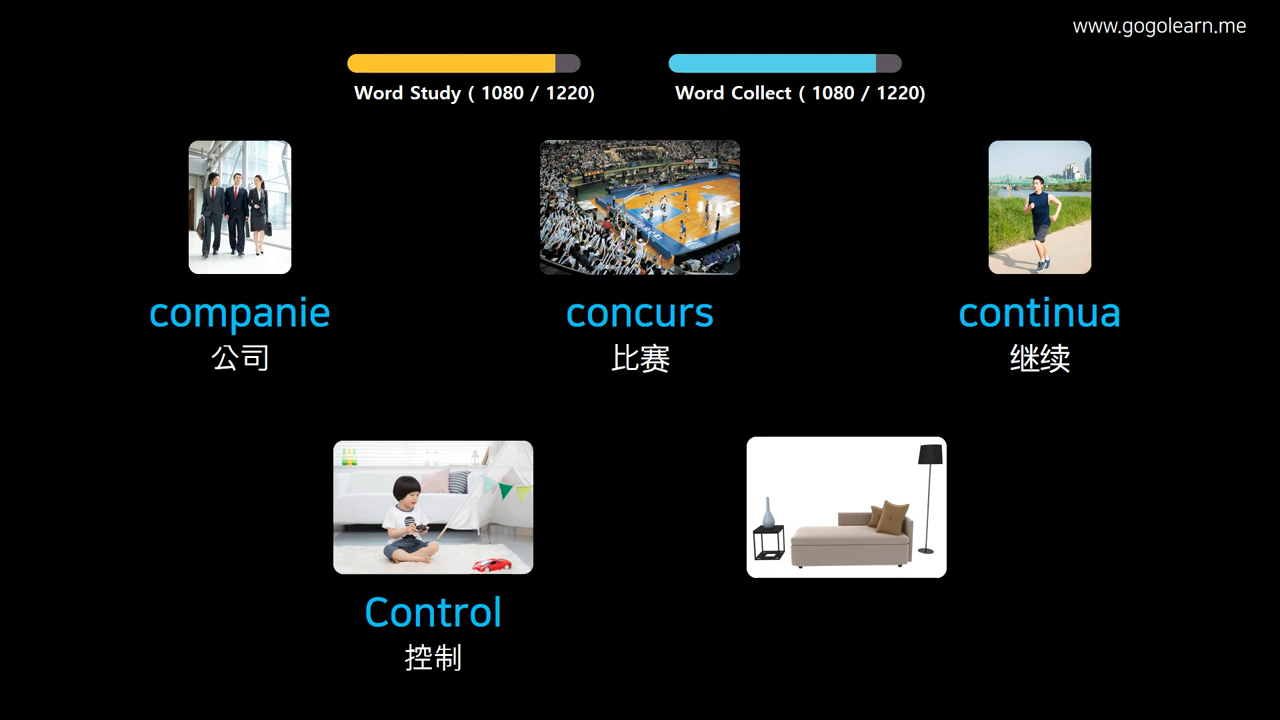 www.gogolearn.me
Word Study ( 1080 / 1220)
Word Collect ( 1080 / 1220)
companie
公司
concurs
比赛
continua
继续
Control
控制